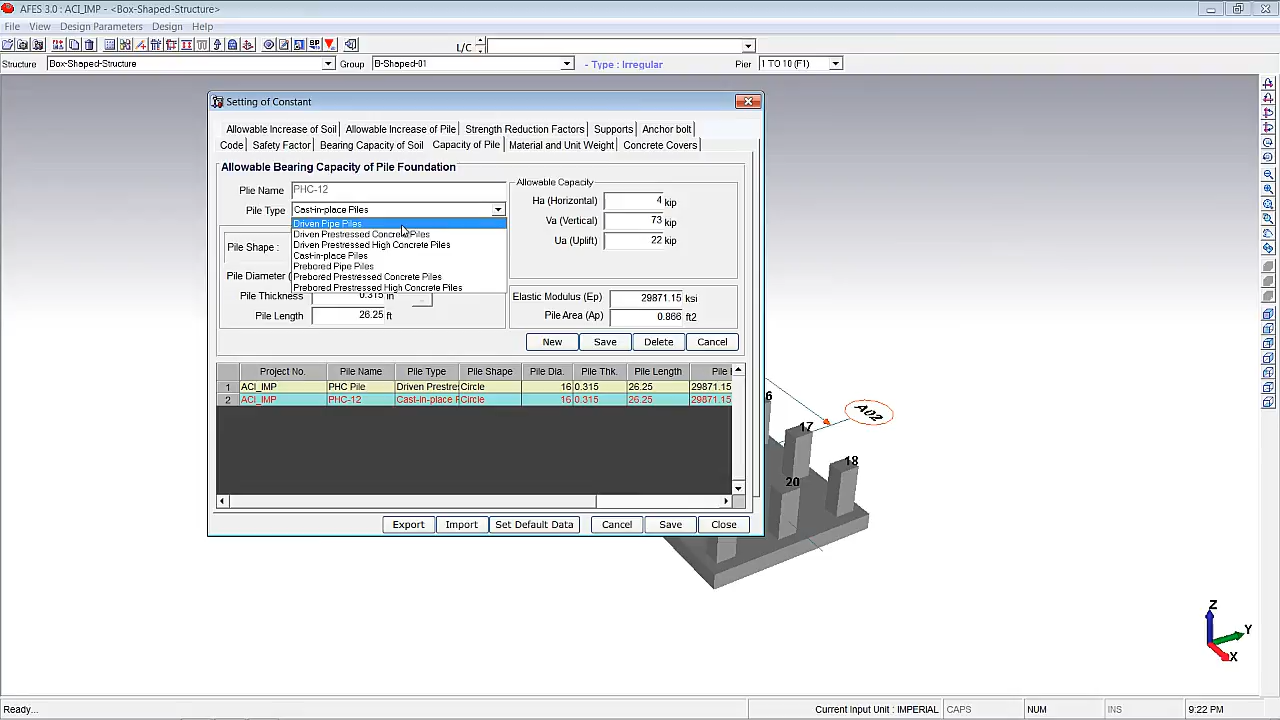 AFES 3.0 : ACI_IMP - <Box-Shaped-Structure>
File View Design Parameters Design Help
L/C
Structure Box-Shaped-Structure Group B-Shaped-01 - Type : Irregular Pier 1 TO 10 (F1)
Setting of Constant
Allowable Increase of Soil Allowable Increase of Pile Strength Reduction Factors Supports Anchor bolt
Code Safety Factor Bearing Capacity of Soil Capacity of Pile Material and Unit Weight Concrete Covers
Allowable Bearing Capacity of Pile Foundation
Plie Name PHC-12
Pile Type Cast-in-place Piles
Driven Pipe Piles
Driven Prestressed Concrete Piles
Driven Prestressed High Concrete Piles
Cast-in-place Piles
Prebored Pipe Piles
Prebored Prestressed Concrete Piles
Prebored Prestressed High Concrete Piles
Pile Shape :
Pile Diameter (
Pile Thickness 0.315 in ...
Pile Length 26.25 ft
Allowable Capacity
Ha (Horizontal) 4 kip
Va (Vertical) 73 kip
Ua (Uplift) 22 kip
Elastic Modulus (Ep) 29871.15 ksi
Pile Area (Ap) 0.866 ft2
New Save Delete Cancel
Project No. Pile Name Pile Type Pile Shape Pile Dia. Pile Thk. Pile Length Pile
1 ACI_IMP PHC Pile Driven Prestre Circle 16 0.315 26.25 29871.15
2 ACI_IMP PHC-12 Cast-in-place P Circle 16 0.315 26.25 29871.15
Export Import Set Default Data Cancel Save Close
6
17
18
20
A02
Z
Y
X
Ready... Current Input Unit : IMPERIAL CAPS NUM INS 9:22 PM